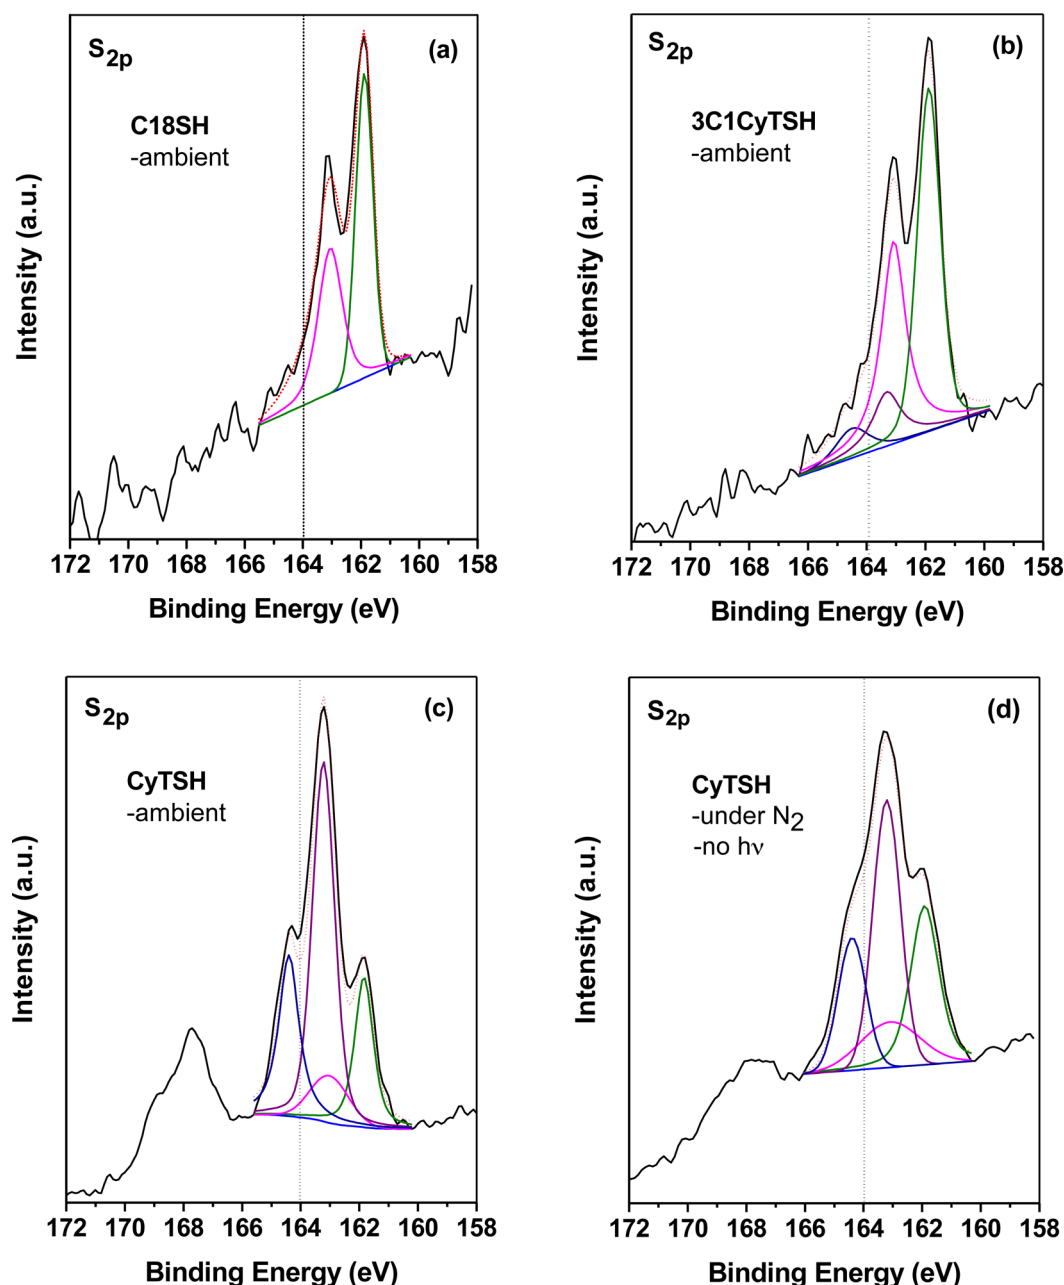 S2p
(a)
C18SH
-ambient
Intensity (a.u.)
172 170 168 166 164 162 160 158
Binding Energy (eV)
S2p
(b)
3C1CyTSH
-ambient
Intensity (a.u.)
172 170 168 166 164 162 160 158
Binding Energy (eV)
S2p
(c)
CyTSH
-ambient
Intensity (a.u.)
172 170 168 166 164 162 160 158
Binding Energy (eV)
S2p
(d)
CyTSH
-under N2
-no hν
Intensity (a.u.)
172 170 168 166 164 162 160 158
Binding Energy (eV)